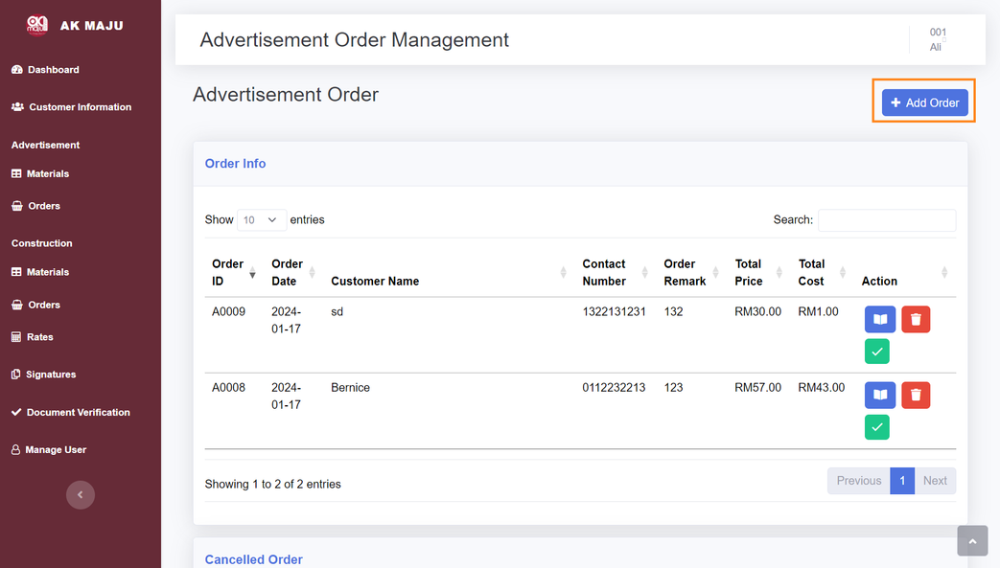 AK MAJU
Dashboard
Customer Information
Advertisement
Materials
Orders
Construction
Materials
Orders
Rates
Signatures
Document Verification
Manage User
Advertisement Order Management
001
Ali
Advertisement Order
Add Order
Order Info
Show 10 entries
Search:
Order ID Order Date Customer Name Contact Number Order Remark Total Price Total Cost Action
A0009 2024-01-17 sd 1322131231 132 RM30.00 RM1.00
A0008 2024-01-17 Bernice 0112232213 123 RM57.00 RM43.00
Showing 1 to 2 of 2 entries
Previous 1 Next
Cancelled Order